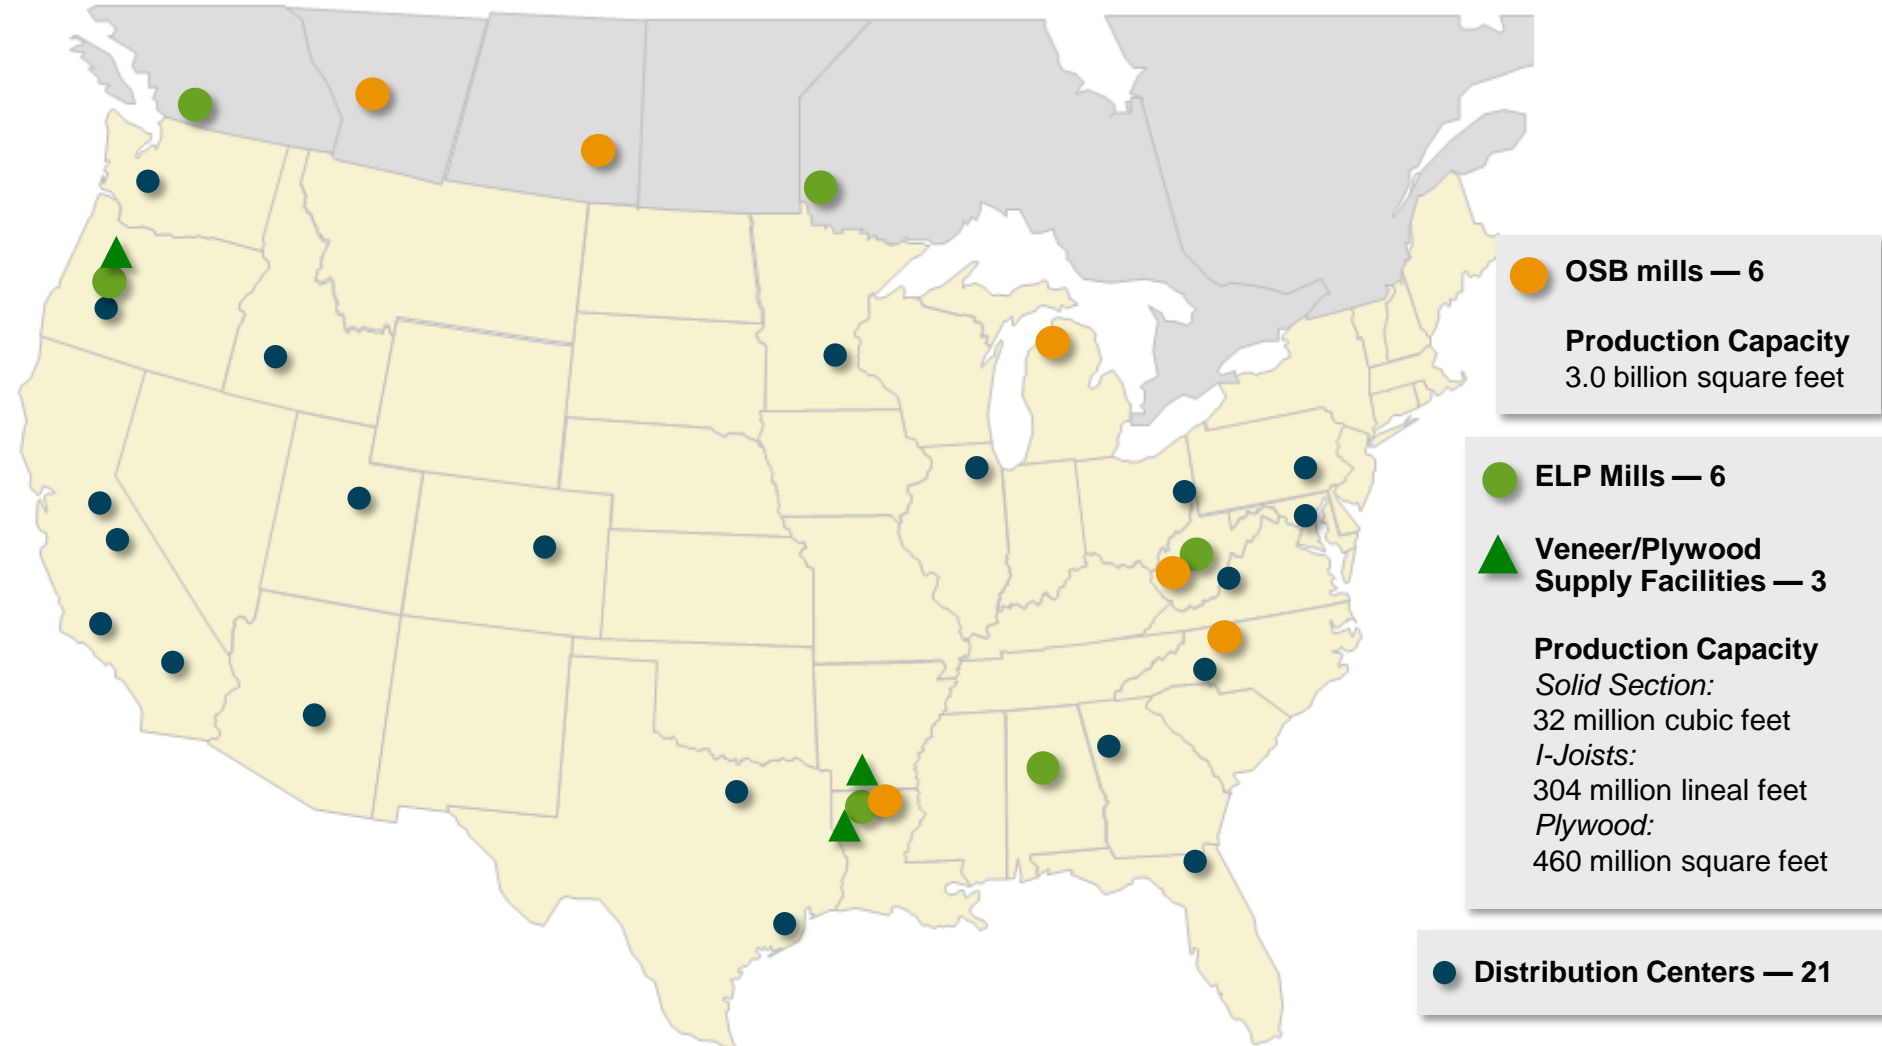 OSB mills — 6
Production Capacity
3.0 billion square feet
ELP Mills — 6
Veneer/Plywood
Supply Facilities — 3
Production Capacity
Solid Section:
32 million cubic feet
I-Joists:
304 million lineal feet
Plywood:
460 million square feet
Distribution Centers — 21